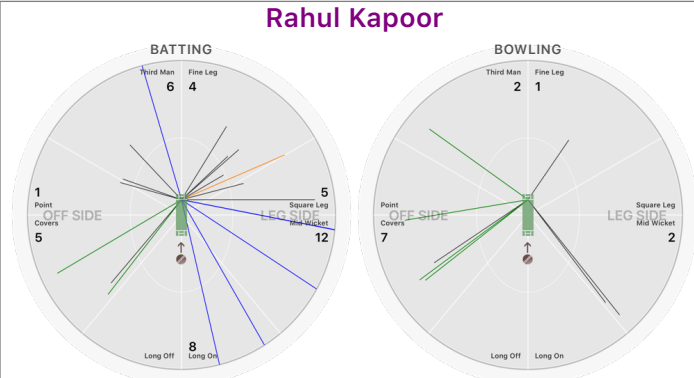 Rahul Kapoor
BATTING
Third Man
6
Fine Leg
4
1
Point
OFF SIDE
Covers
5
5
Square Leg
LEG SIDE
Mid Wicket
12
Long Off
8
Long On
BOWLING
Third Man
2
Fine Leg
1
Point
OFF SIDE
Covers
7
Square Leg
LEG SIDE
Mid Wicket
2
Long Off
Long On